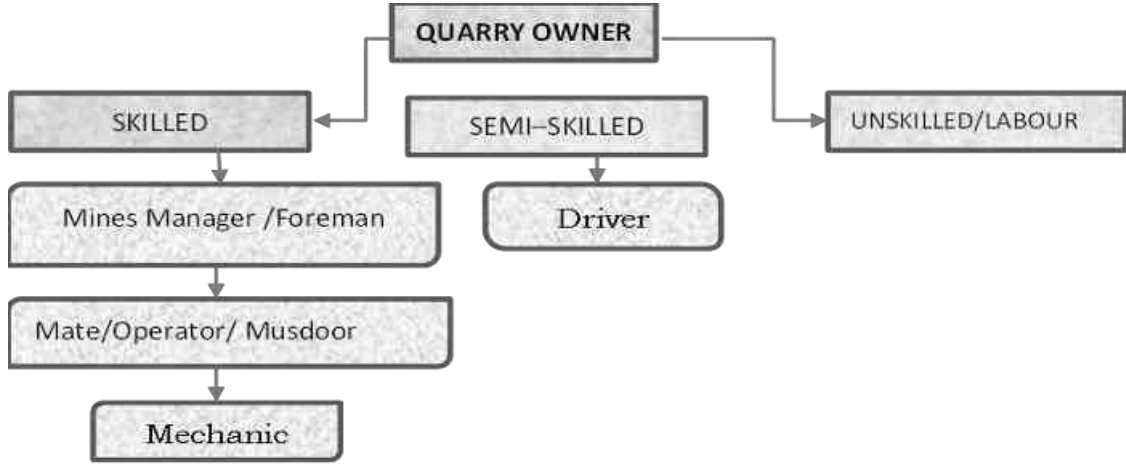 QUARRY OWNER
SKILLED
SEMI–SKILLED
UNSKILLED/LABOUR
Mines Manager /Foreman
Driver
Mate/Operator/ Musdoor
Mechanic